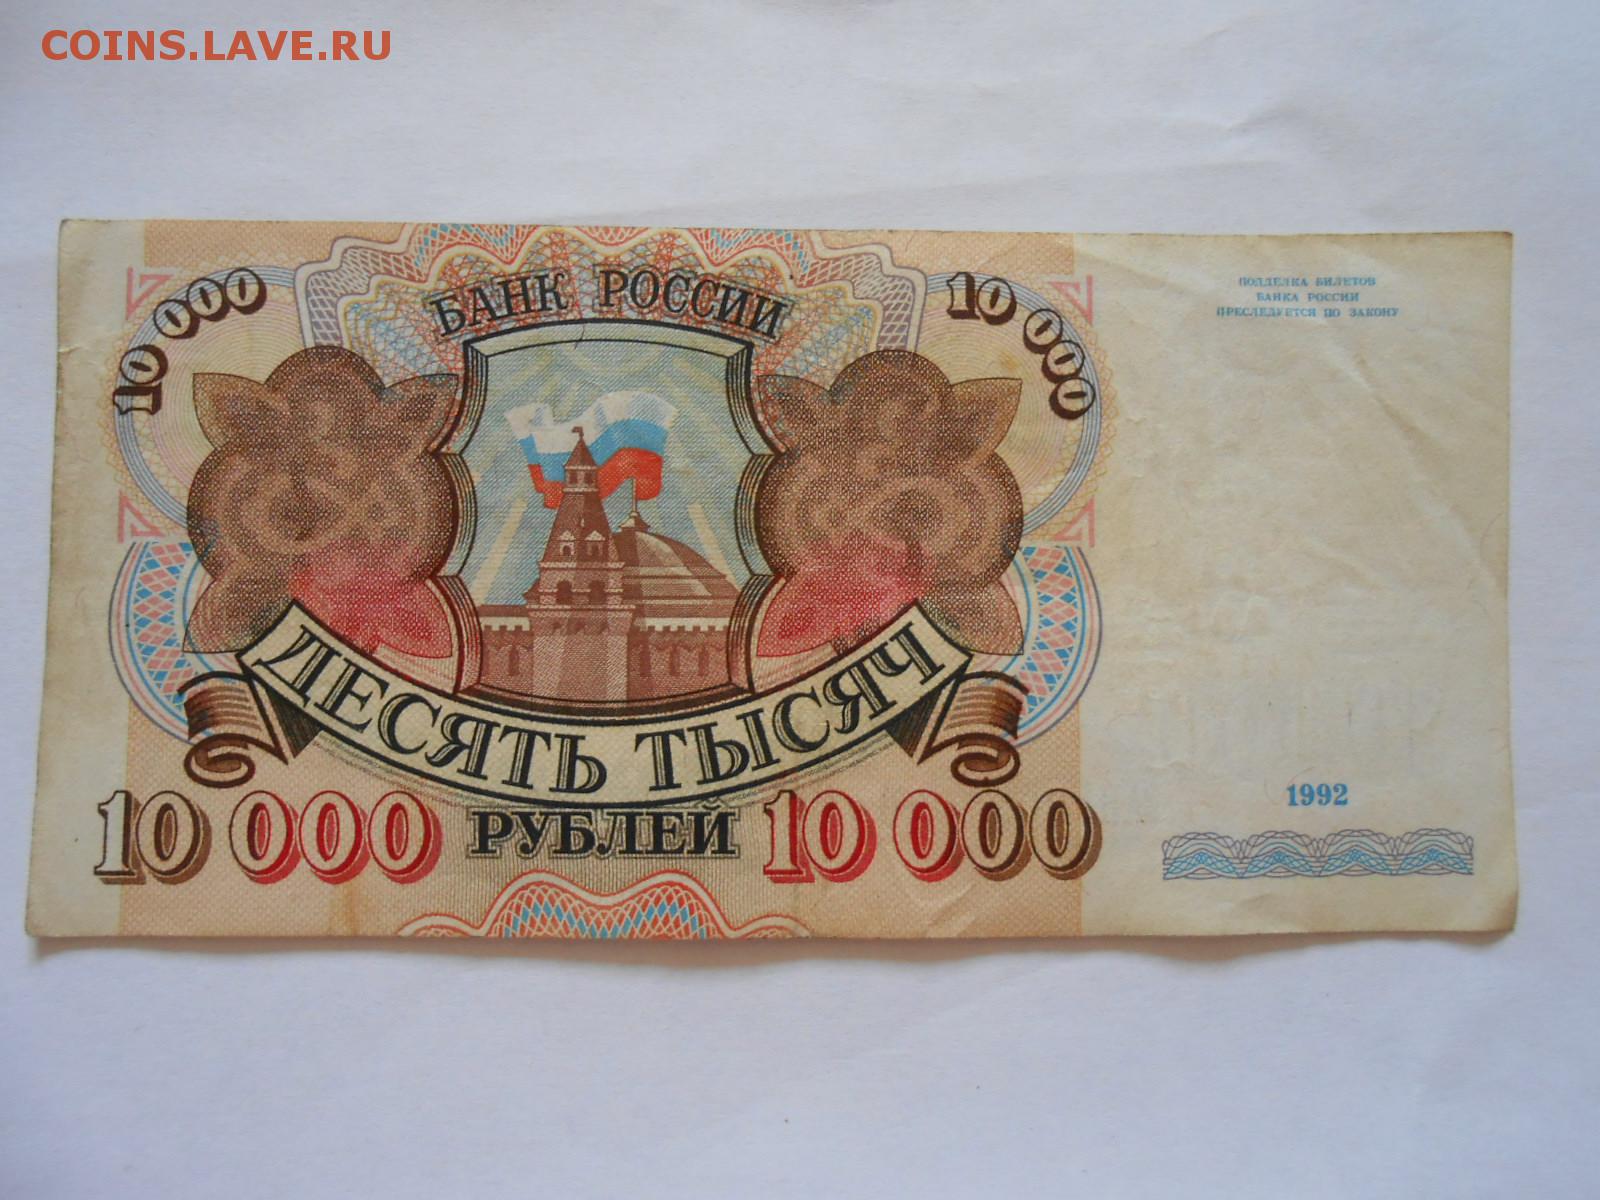 COINS.LAVE.RU
10 000
БАНК РОССИИ
10 000
ПОДДЕЛКА БИЛЕТОВ
БАНКА РОССИИ
ПРЕСЛЕДУЕТСЯ ПО ЗАКОНУ
ДЕСЯТЬ ТЫСЯЧ
10 000 РУБЛЕЙ 10 000
1992